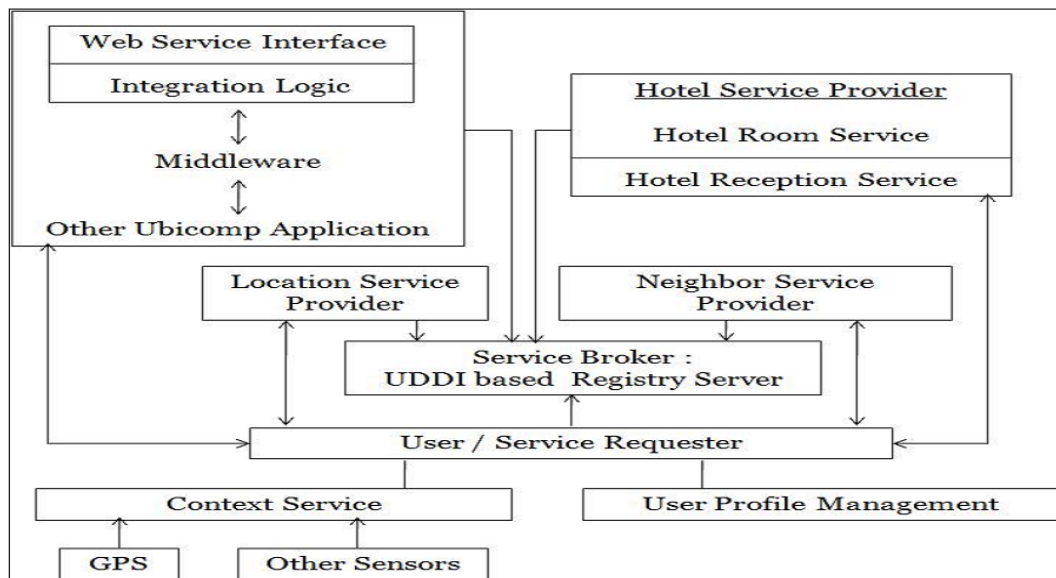 Web Service Interface
Integration Logic
Middleware
Other Ubicomp Application
Hotel Service Provider
Hotel Room Service
Hotel Reception Service
Location Service
Provider
Neighbor Service
Provider
Service Broker :
UDDI based Registry Server
User / Service Requester
Context Service
User Profile Management
GPS
Other Sensors